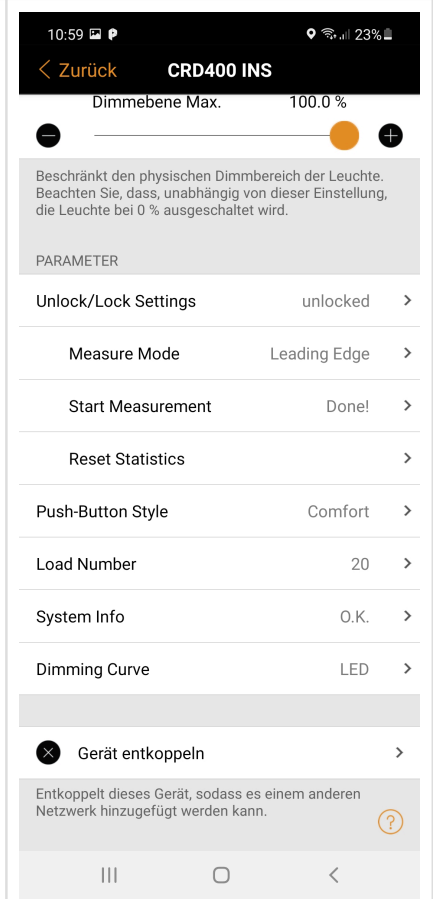 10:59 23%
Zurück CRD400 INS
Dimmebene Max. 100.0 %
Beschränkt den physischen Dimmbereich der Leuchte.
Beachten Sie, dass, unabhängig von dieser Einstellung,
die Leuchte bei 0 % ausgeschaltet wird.
PARAMETER
Unlock/Lock Settings unlocked
Measure Mode Leading Edge
Start Measurement Done!
Reset Statistics
Push-Button Style Comfort
Load Number 20
System Info O.K.
Dimming Curve LED
Gerät entkoppeln
Entkoppelt dieses Gerät, sodass es einem anderen
Netzwerk hinzugefügt werden kann.
?